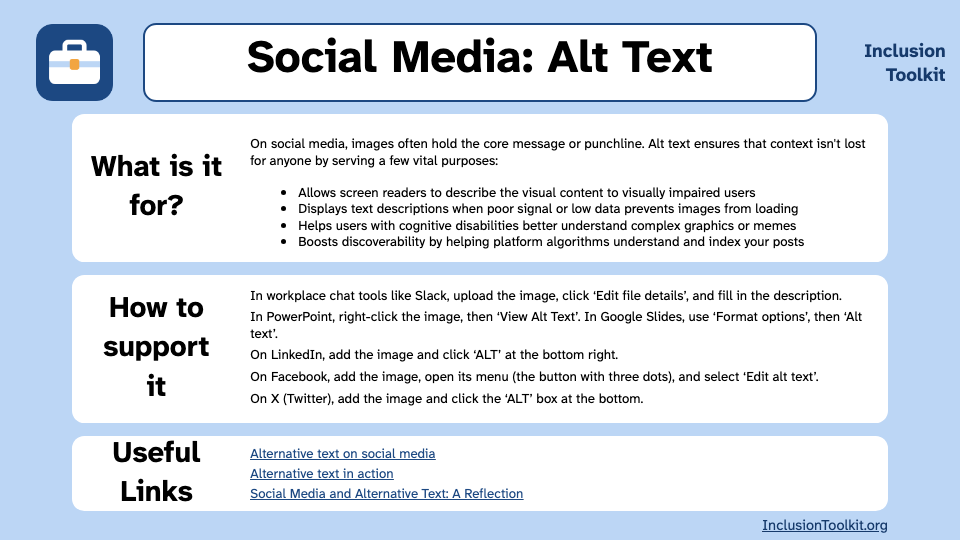 Social Media: Alt Text
Inclusion
Toolkit
What is it
for?
On social media, images often hold the core message or punchline. Alt text ensures that context isn't lost
for anyone by serving a few vital purposes:
• Allows screen readers to describe the visual content to visually impaired users
• Displays text descriptions when poor signal or low data prevents images from loading
• Helps users with cognitive disabilities better understand complex graphics or memes
• Boosts discoverability by helping platform algorithms understand and index your posts
How to
support
it
In workplace chat tools like Slack, upload the image, click ‘Edit file details’, and fill in the description.
In PowerPoint, right-click the image, then ‘View Alt Text’. In Google Slides, use ‘Format options’, then ‘Alt
text’.
On LinkedIn, add the image and click ‘ALT’ at the bottom right.
On Facebook, add the image, open its menu (the button with three dots), and select ‘Edit alt text’.
On X (Twitter), add the image and click the ‘ALT’ box at the bottom.
Useful
Links
Alternative text on social media
Alternative text in action
Social Media and Alternative Text: A Reflection
InclusionToolkit.org